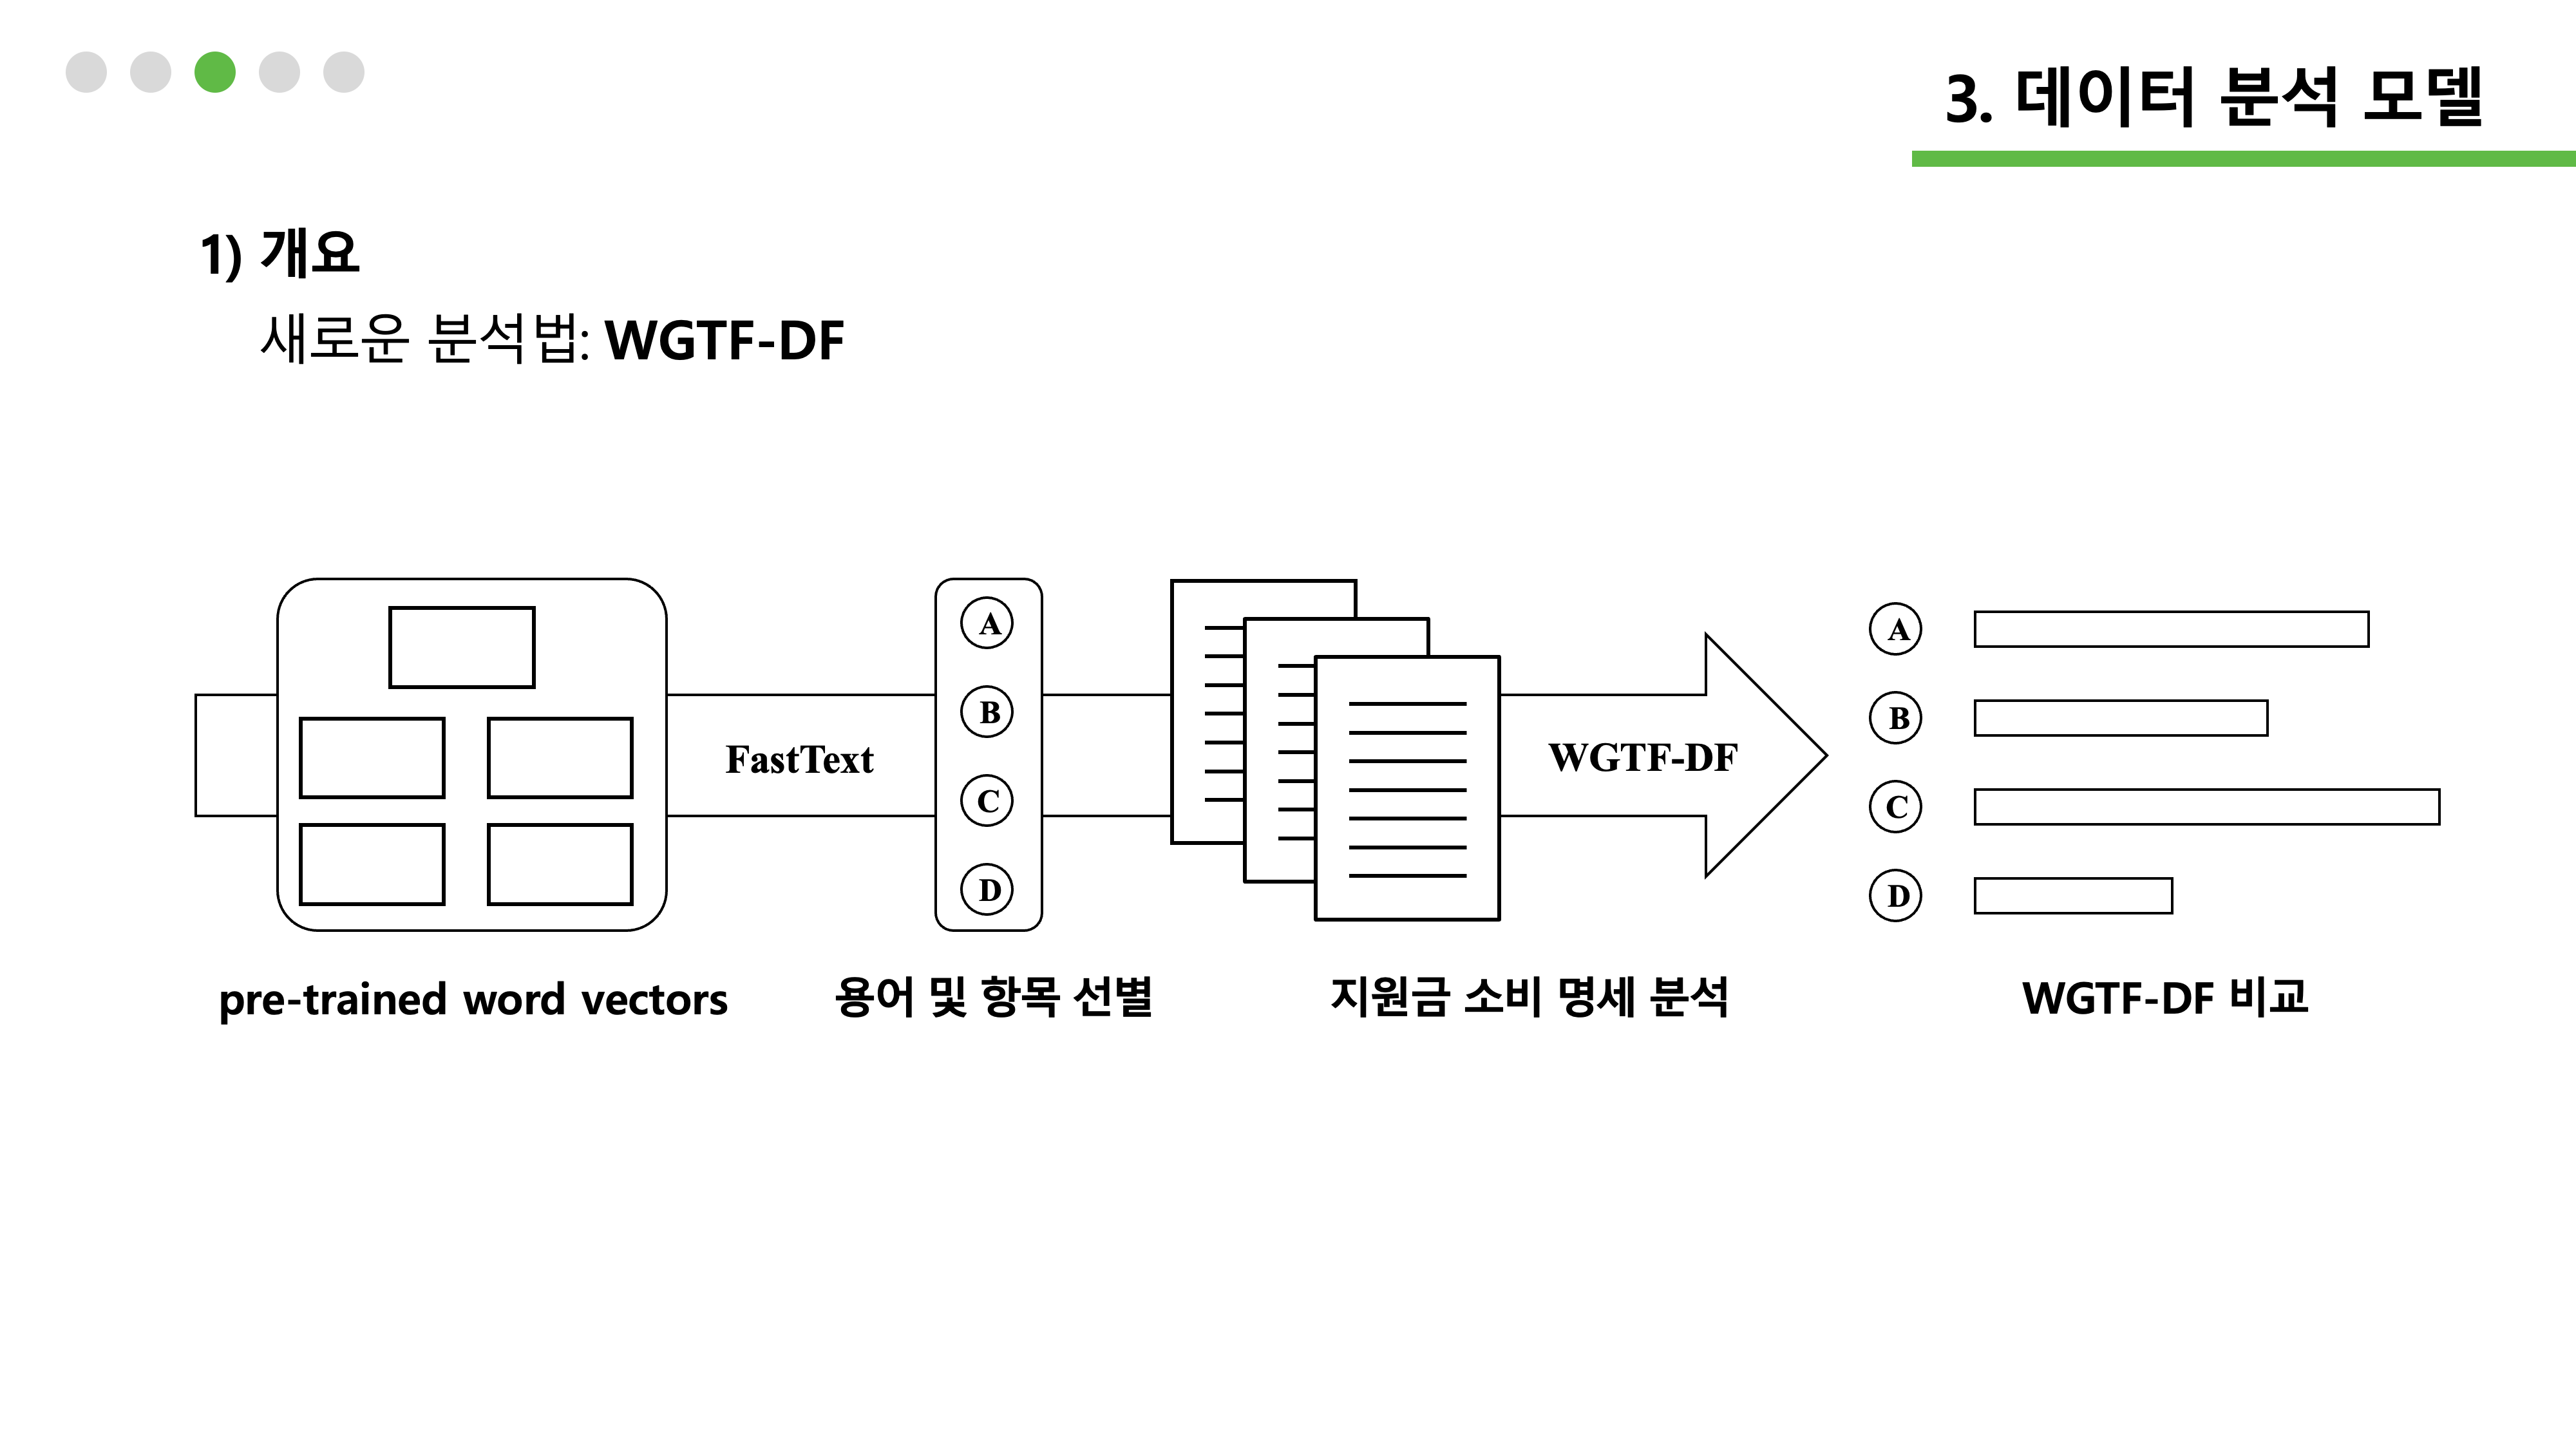 3. 데이터 분석 모델
1) 개요
새로운 분석법: WGTF-DF
A
B
C
D
FastText
WGTF-DF
A
B
C
D
pre-trained word vectors
용어 및 항목 선별
지원금 소비 명세 분석
WGTF-DF 비교